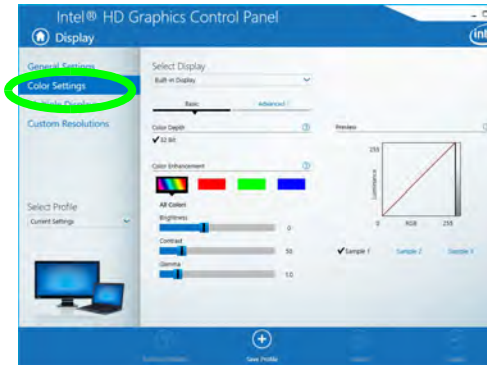 Intel® HD Graphics Control Panel
Display
General Settings
Color Settings
Custom Resolutions
Select Profile
Current Settings
Select Display
Built-in Display
Basic
Advanced
Color Depth
32 Bit
Color Enhancement
All Colors
Brightness
0
Contrast
50
Gamma
1.0
Preview
255
Luminance
0 RGB 255
Sample 1 Sample 2 Sample 3
Save Profile